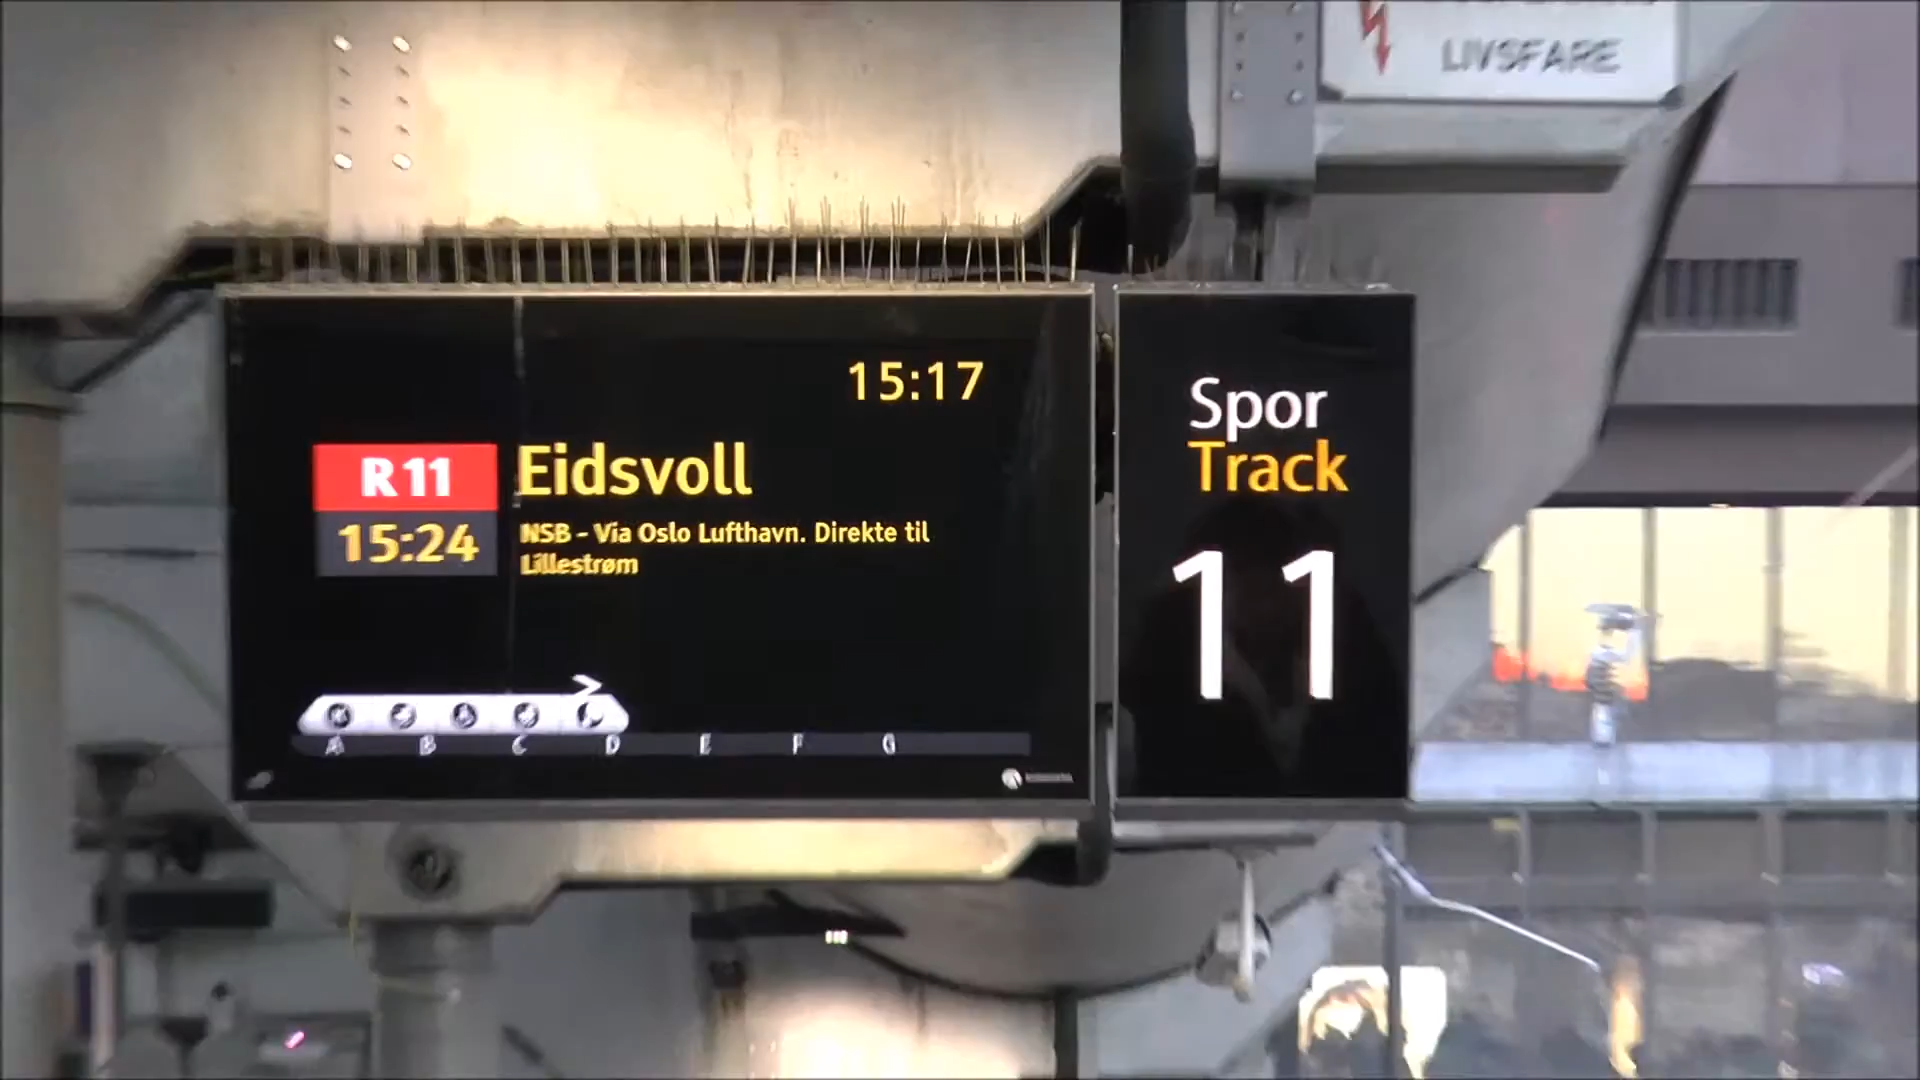 LIVSFARE
15:17
R11 Eidsvoll
15:24 NSB - Via Oslo Lufthavn. Direkte til
Lillestrøm
A B C D E F G
Spor
Track
11